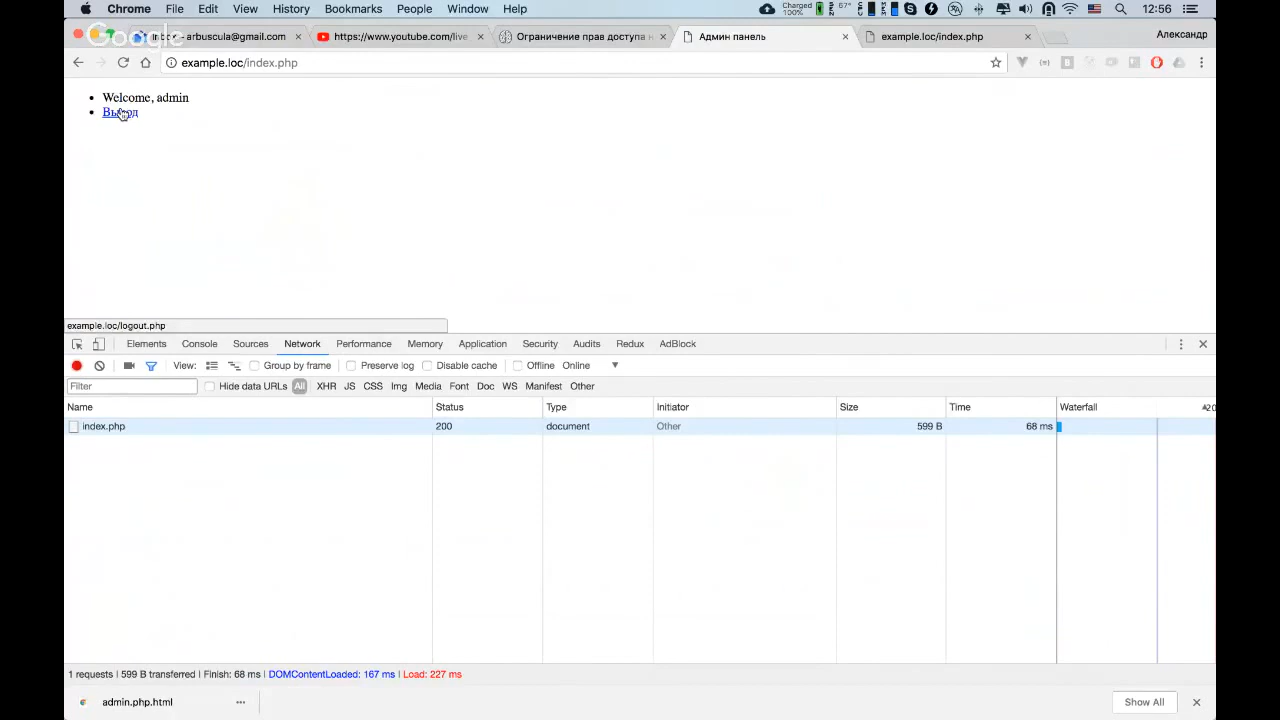 Chrome File Edit View History Bookmarks People Window Help Charged 100% 67° 12:56
Google
Inbox - arbuscula@gmail.com https://www.youtube.com/live Ограничение прав доступа н Админ панель example.loc/index.php Александр
example.loc/index.php
Welcome, admin
Выход
example.loc/logout.php
Elements Console Sources Network Performance Memory Application Security Audits Redux AdBlock
View: Group by frame Preserve log Disable cache Offline Online
Filter Hide data URLs All XHR JS CSS Img Media Font Doc WS Manifest Other
Name Status Type Initiator Size Time Waterfall
index.php 200 document Other 599 B 68 ms
1 requests | 599 B transferred | Finish: 68 ms | DOMContentLoaded: 167 ms | Load: 227 ms
admin.php.html Show All